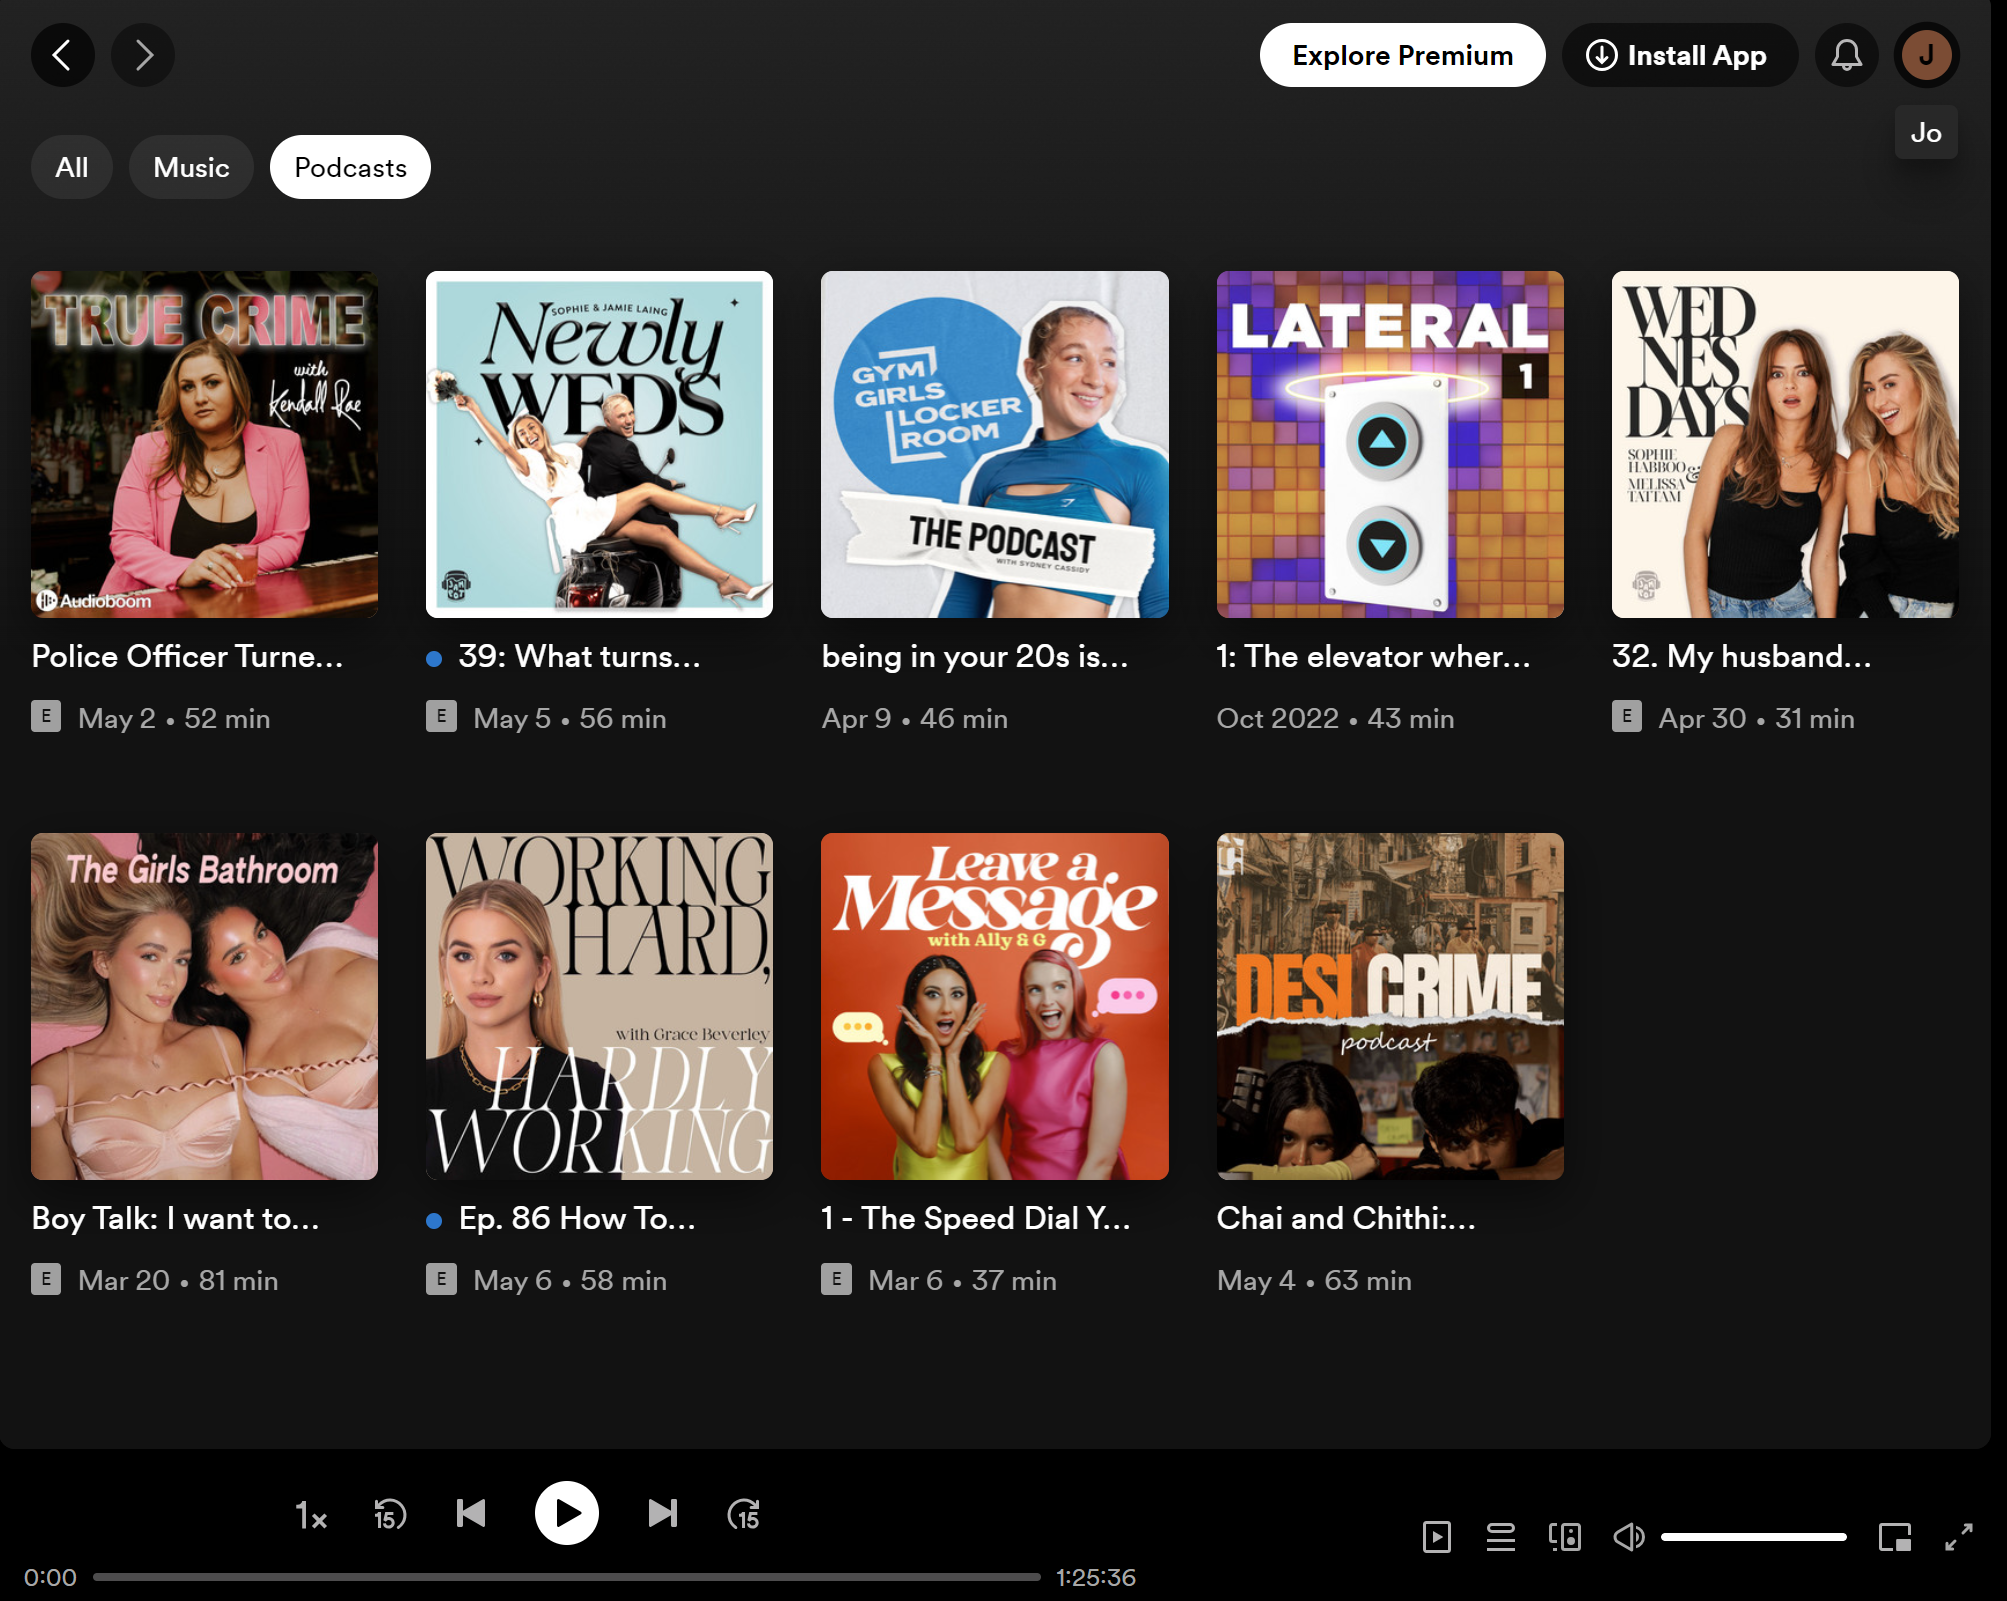 Explore Premium
Install App
J
Jo
All
Music
Podcasts
TRUE CRIME
with
Kendall Rae
Audioboom
Police Officer Turne...
E May 2 • 52 min
SOPHIE & JAMIE LAING
Newly
WEDS
JAM
POT
39: What turns...
E May 5 • 56 min
GYM
GIRLS
LOCKER
ROOM
THE PODCAST
WITH SYDNEY CASSIDY
being in your 20s is...
Apr 9 • 46 min
LATERAL
1
1: The elevator wher...
Oct 2022 • 43 min
WED
NES
DAYS
SOPHIE
HABBOO &
MELISSA
TATTAM
32. My husband...
E Apr 30 • 31 min
The Girls Bathroom
Boy Talk: I want to...
E Mar 20 • 81 min
WORKING
HARD,
with Grace Beverley
HARDLY
WORKING
Ep. 86 How To...
E May 6 • 58 min
Leave a
Message
with Ally & G
1 - The Speed Dial Y...
E Mar 6 • 37 min
DESI CRIME
podcast
Chai and Chithi:...
May 4 • 63 min
1x
15
15
0:00
1:25:36